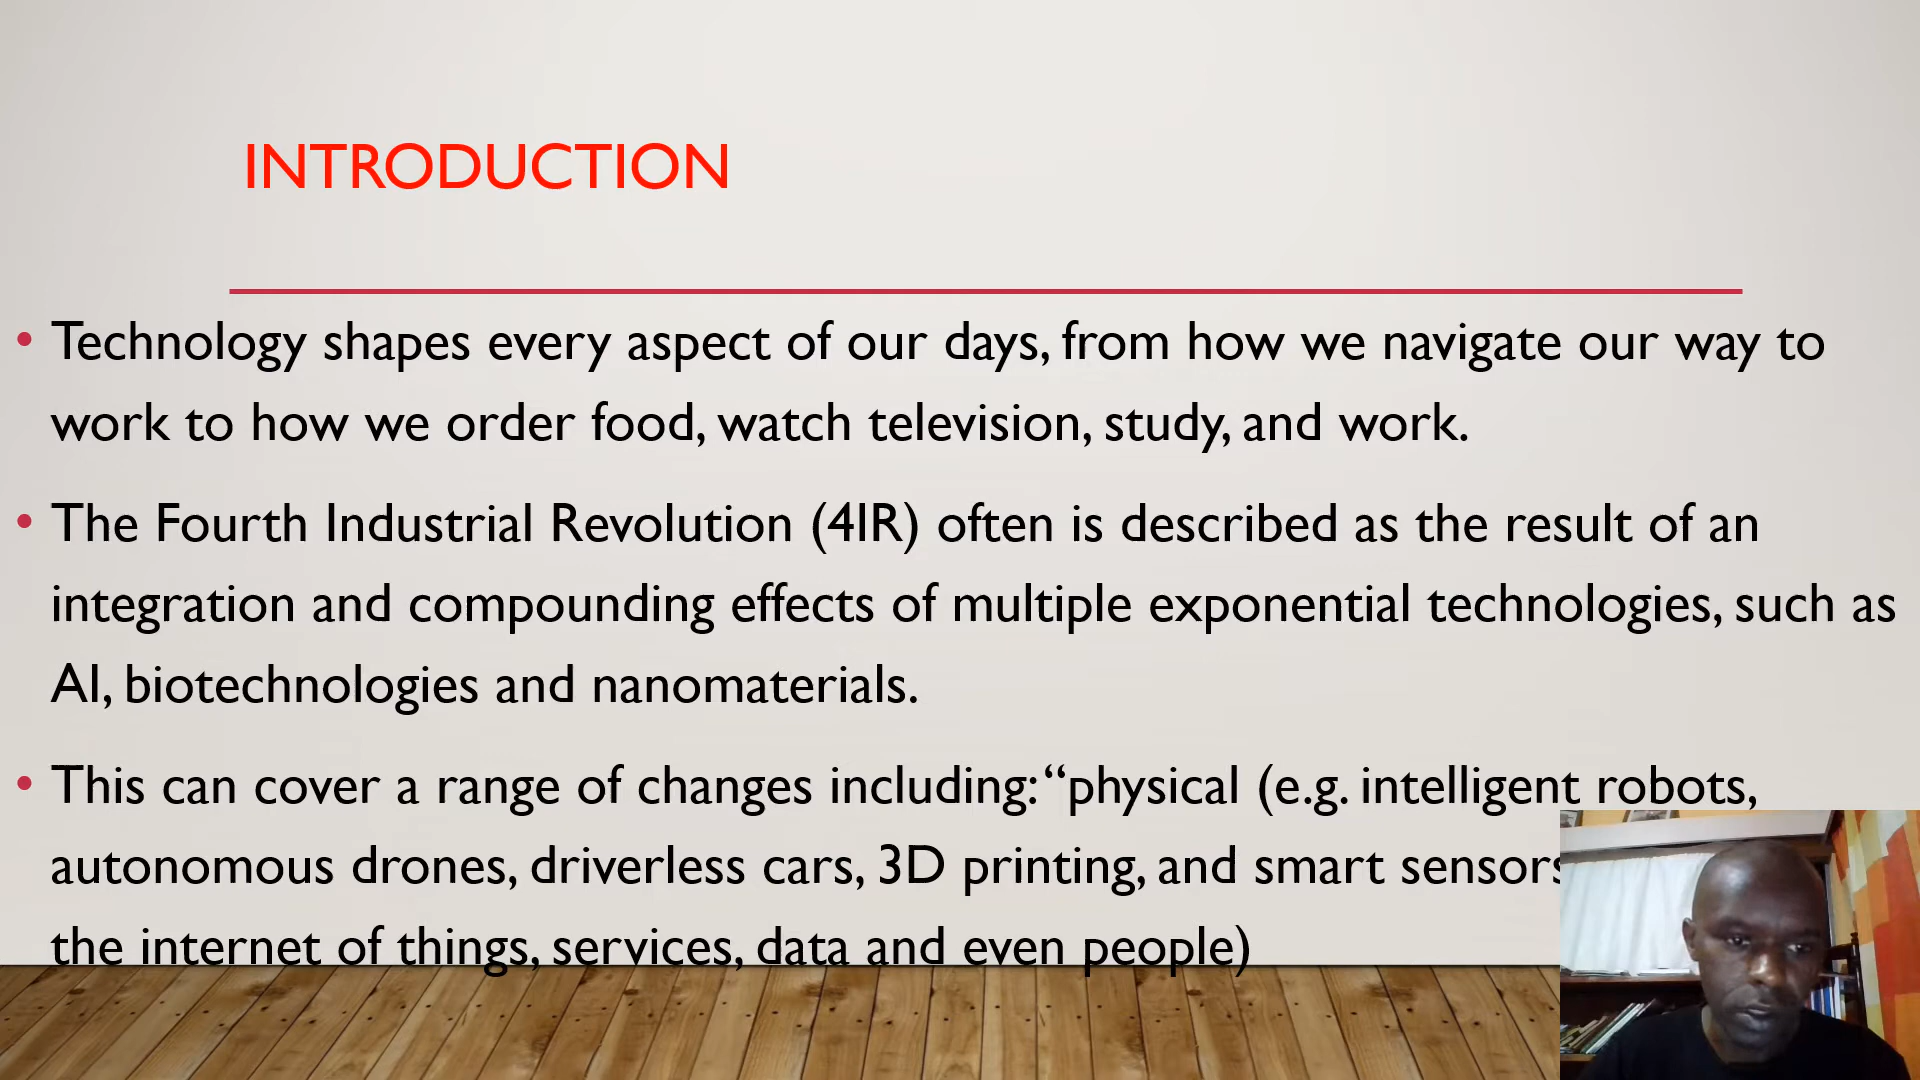 INTRODUCTION
• Technology shapes every aspect of our days, from how we navigate our way to
work to how we order food, watch television, study, and work.
• The Fourth Industrial Revolution (4IR) often is described as the result of an
integration and compounding effects of multiple exponential technologies, such as
AI, biotechnologies and nanomaterials.
• This can cover a range of changes including: “physical (e.g. intelligent robots,
autonomous drones, driverless cars, 3D printing, and smart sensors
the internet of things, services, data and even people)